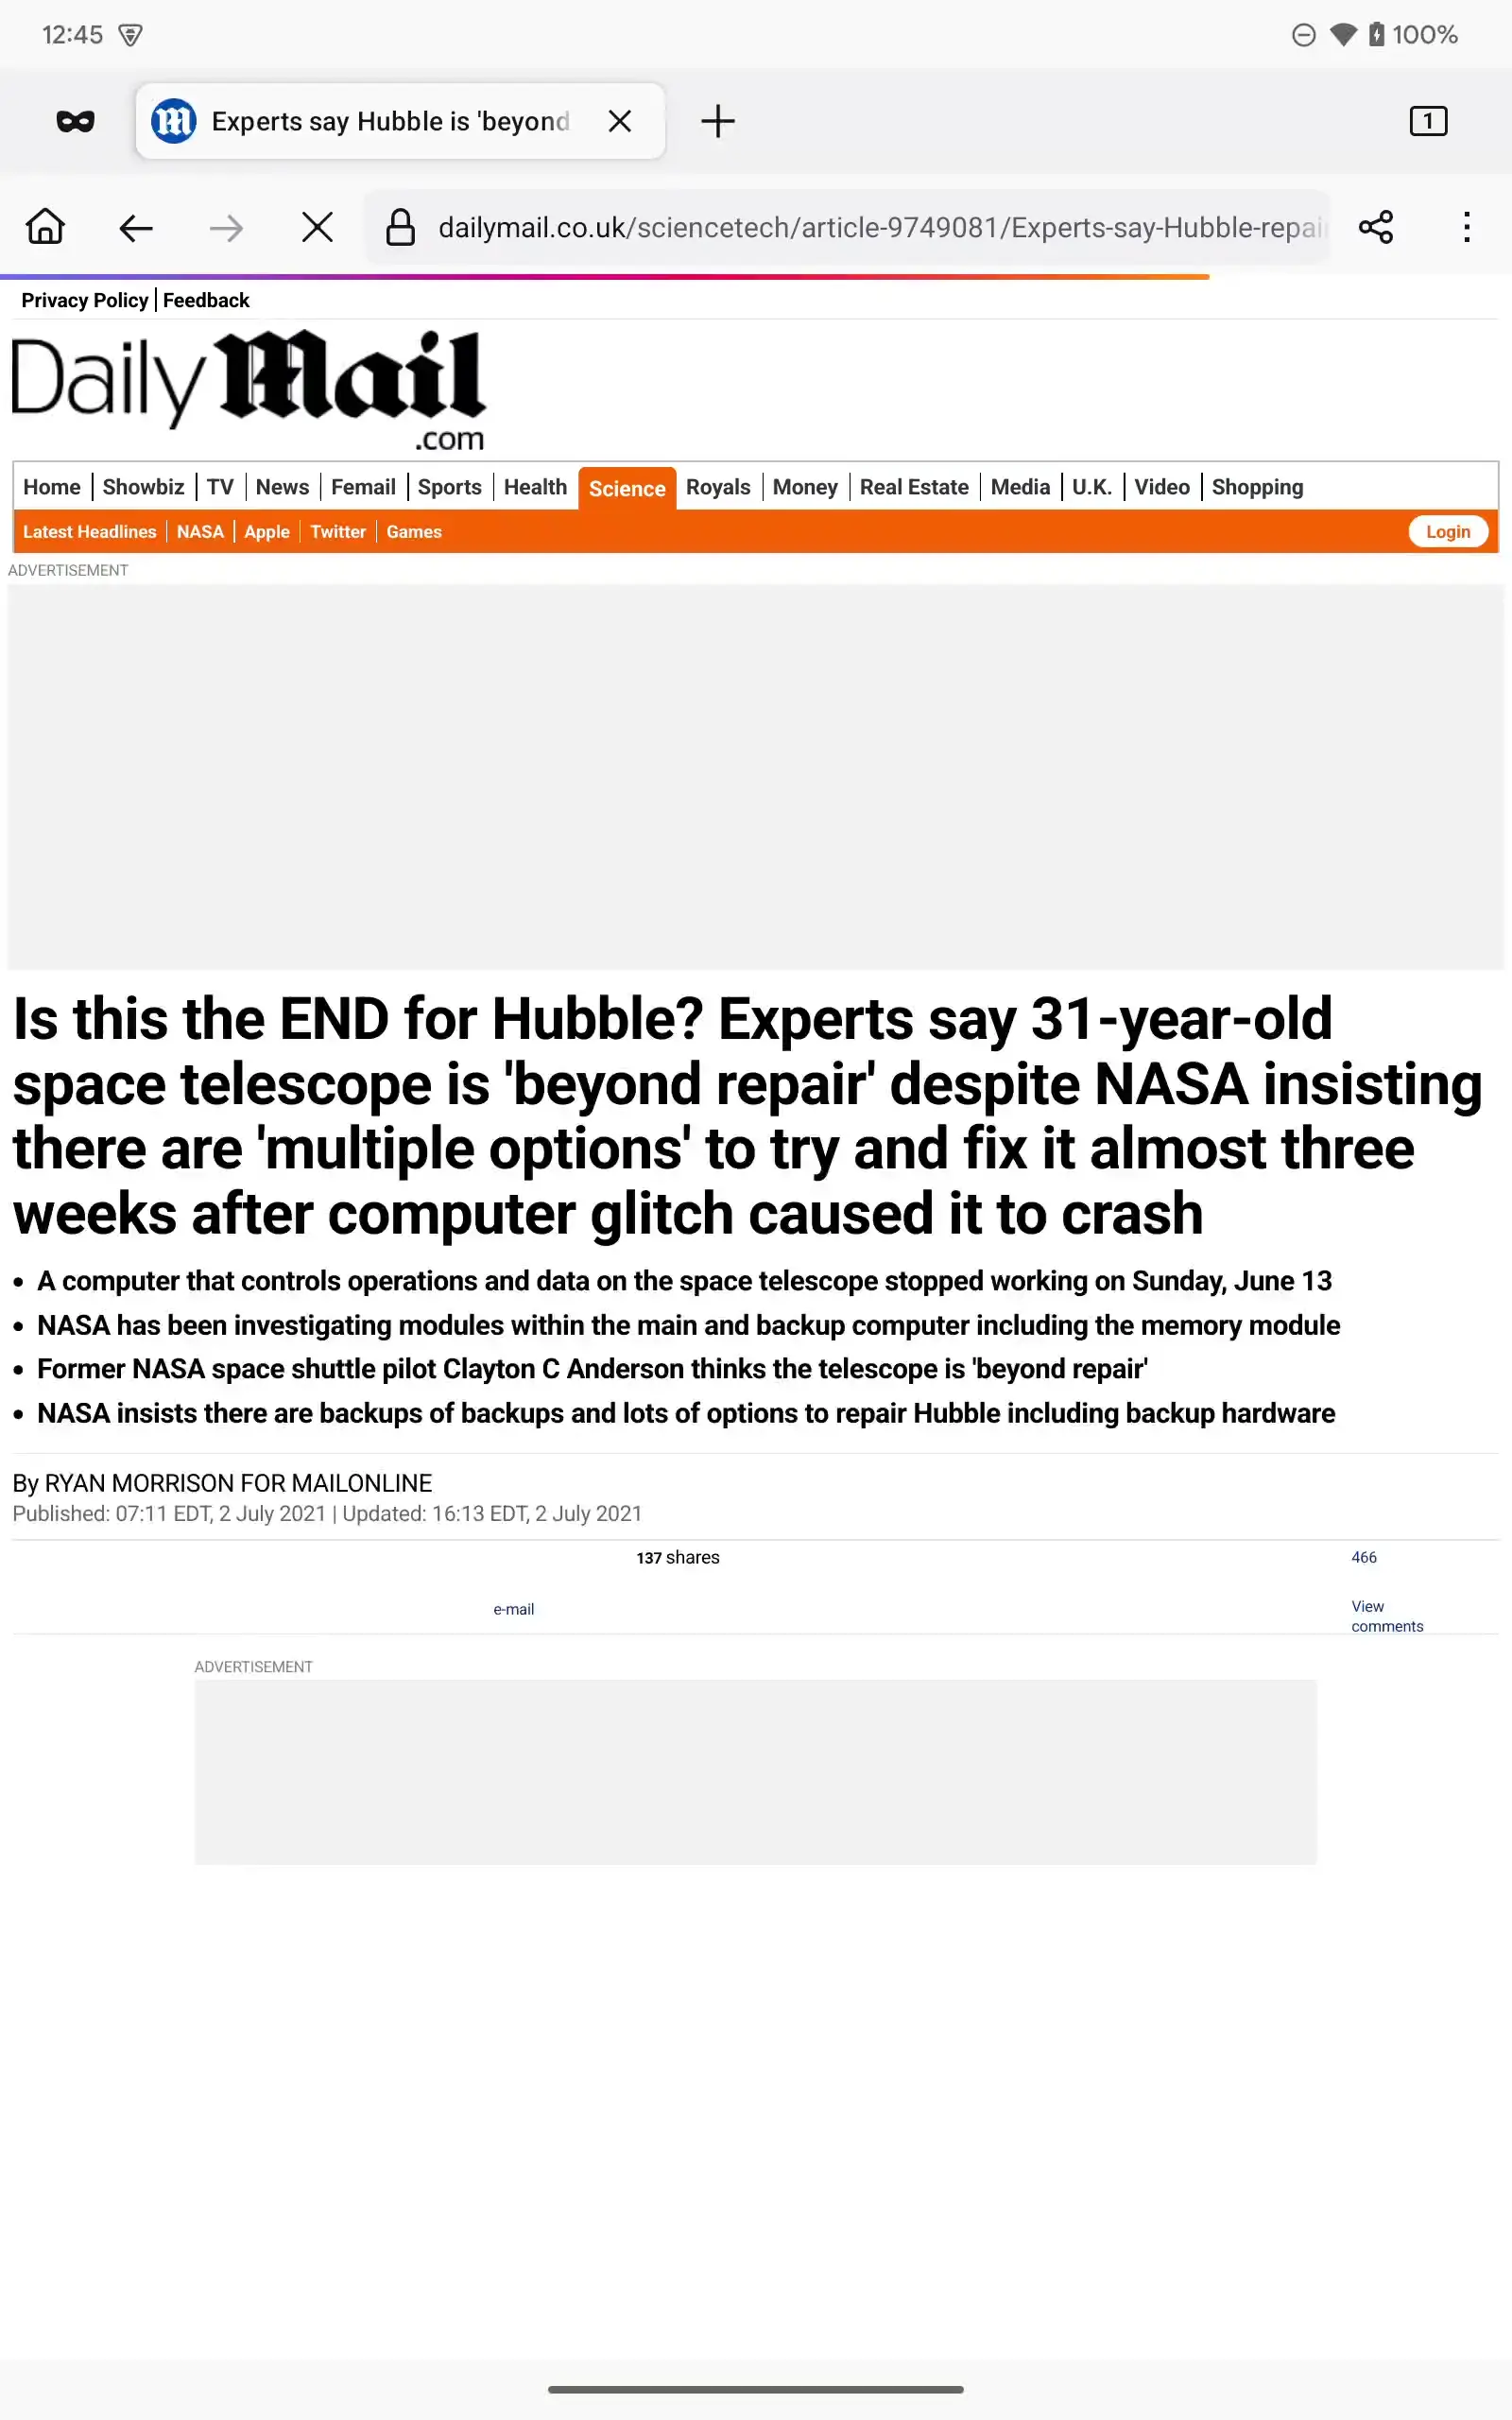 12:45 100%
Experts say Hubble is 'beyond
1
dailymail.co.uk/sciencetech/article-9749081/Experts-say-Hubble-repai
Privacy Policy Feedback
Daily Mail
.com
Home Showbiz TV News Femail Sports Health Science Royals Money Real Estate Media U.K. Video Shopping
Latest Headlines NASA Apple Twitter Games Login
ADVERTISEMENT
Is this the END for Hubble? Experts say 31-year-old
space telescope is 'beyond repair' despite NASA insisting
there are 'multiple options' to try and fix it almost three
weeks after computer glitch caused it to crash
• A computer that controls operations and data on the space telescope stopped working on Sunday, June 13
• NASA has been investigating modules within the main and backup computer including the memory module
• Former NASA space shuttle pilot Clayton C Anderson thinks the telescope is 'beyond repair'
• NASA insists there are backups of backups and lots of options to repair Hubble including backup hardware
By RYAN MORRISON FOR MAILONLINE
Published: 07:11 EDT, 2 July 2021 | Updated: 16:13 EDT, 2 July 2021
137 shares 466
e-mail
View
comments
ADVERTISEMENT